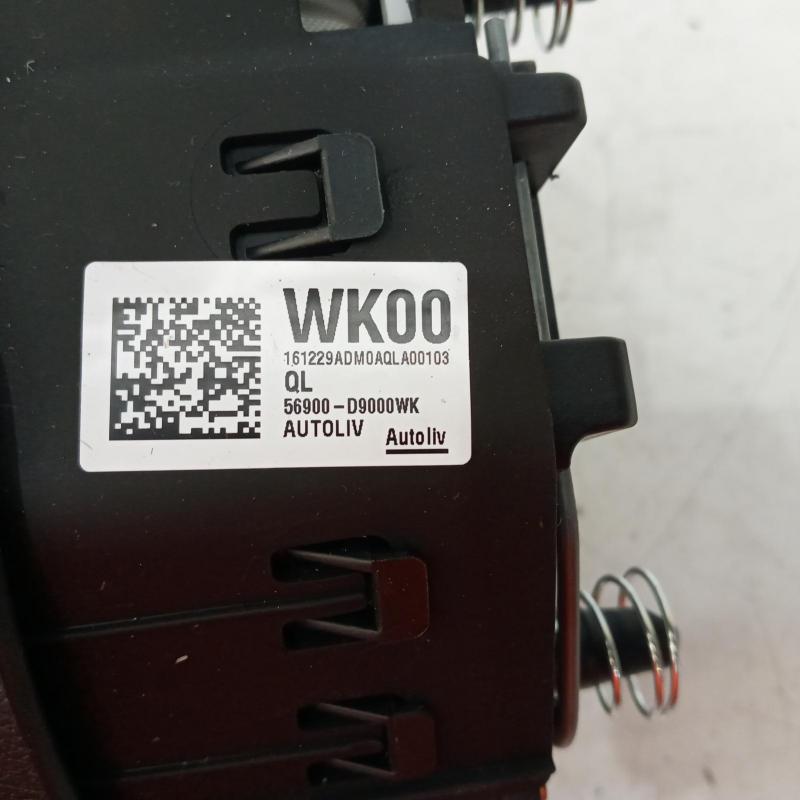 WK00
161229ADM0AQLA00103
QL
56900-D9000WK
AUTOLIV
Autoliv